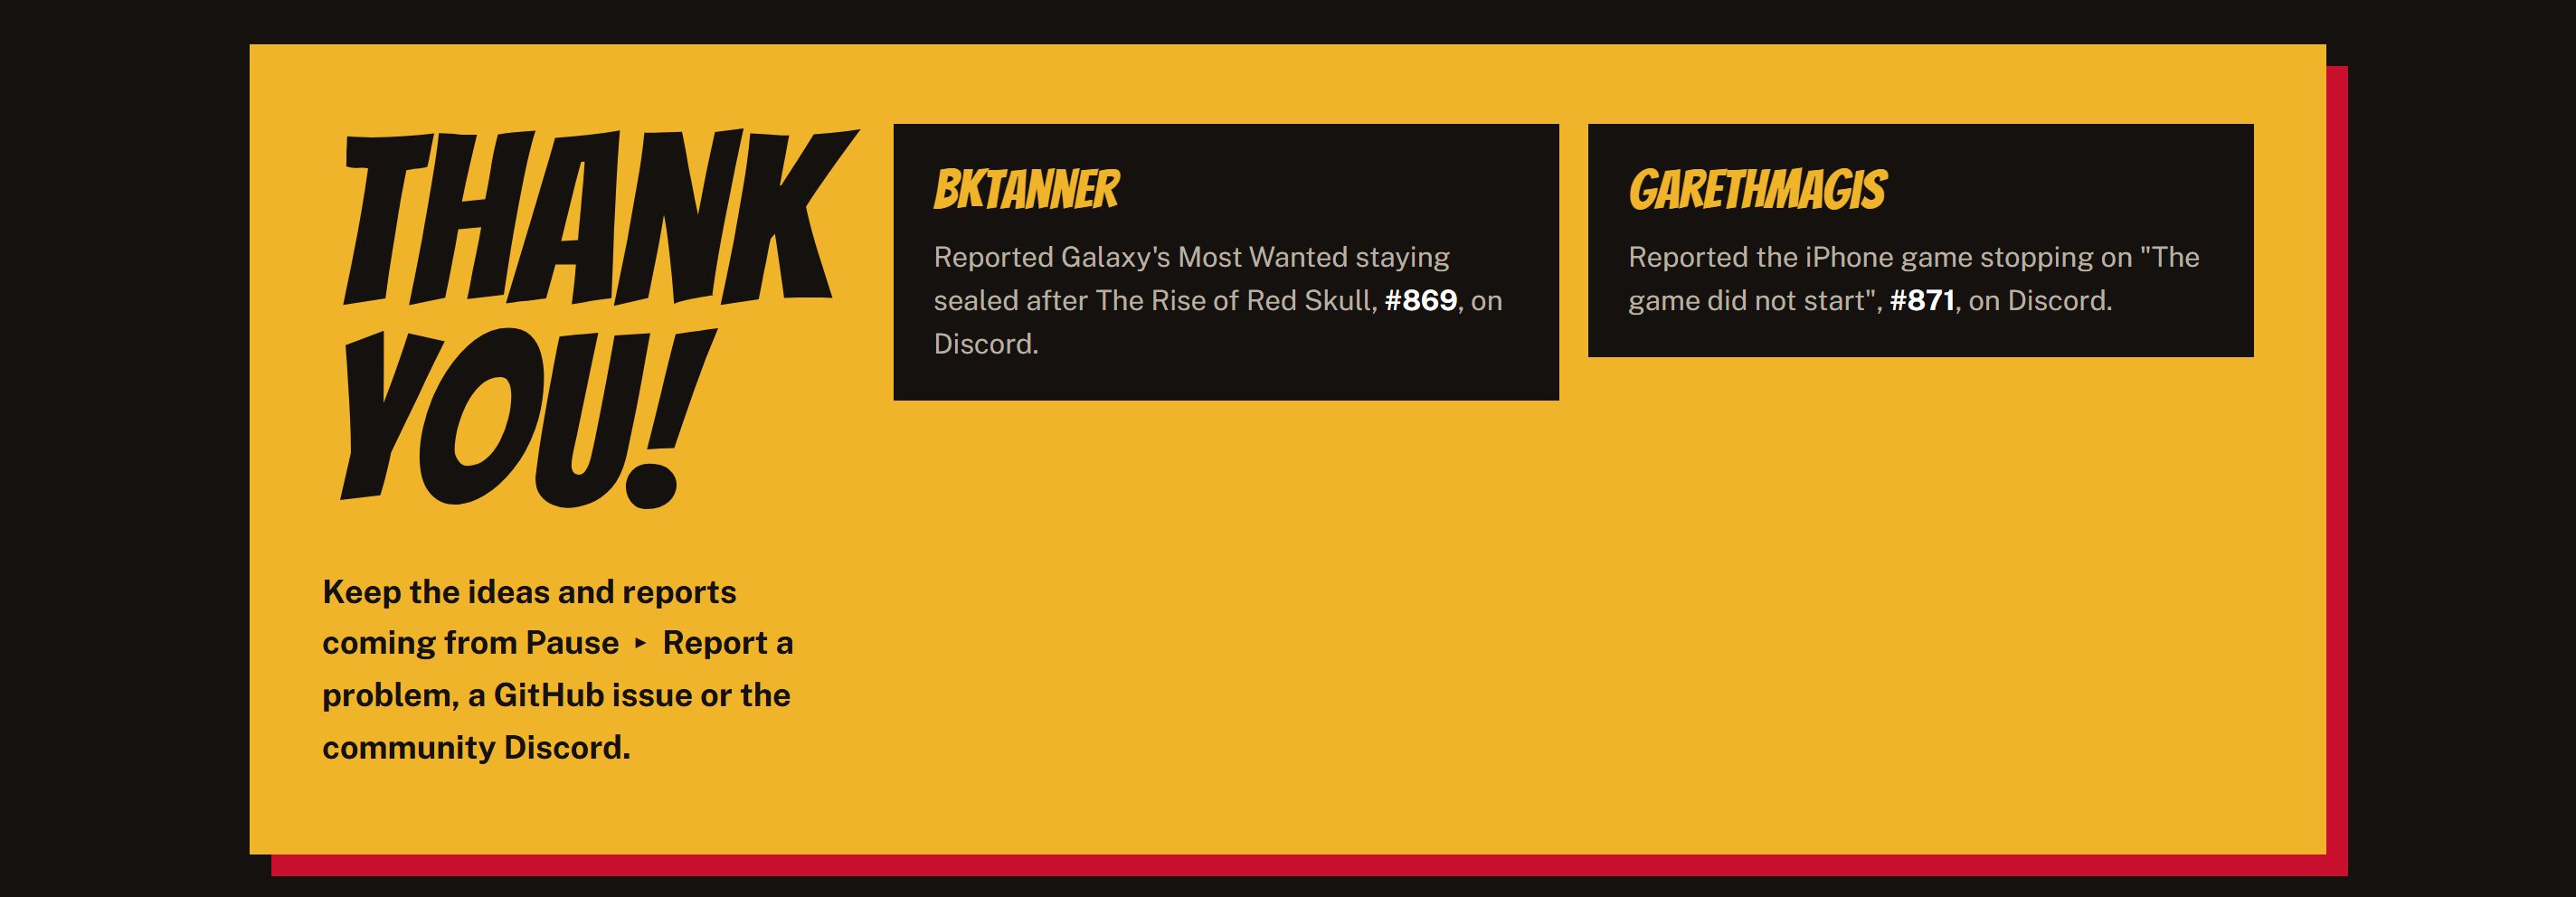 THANK
YOU!
Keep the ideas and reports
coming from Pause ▸ Report a
problem, a GitHub issue or the
community Discord.
BKTANNER
Reported Galaxy's Most Wanted staying
sealed after The Rise of Red Skull, #869, on
Discord.
GARETHMAGIS
Reported the iPhone game stopping on "The
game did not start", #871, on Discord.